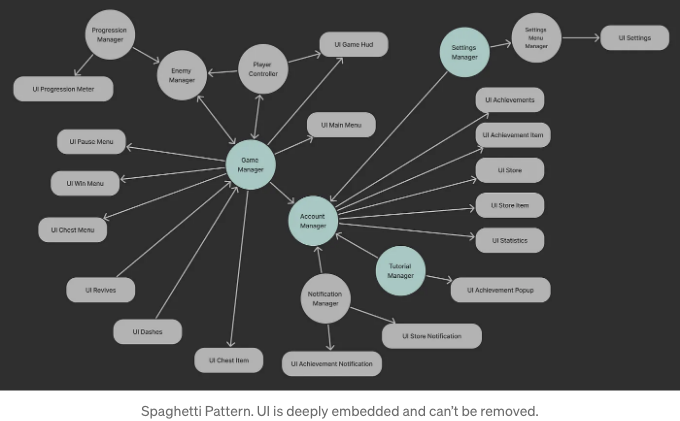 Progression
Manager
Enemy
Manager
Player
Controller
UI Game Hud
Settings
Manager
Settings
Menu
Manager
UI Settings
UI Progression Meter
UI Achievements
UI Main Menu
UI Achievement Item
UI Pause Menu
Game
Manager
UI Store
UI Win Menu
UI Store Item
UI Chest Menu
Account
Manager
UI Statistics
Tutorial
Manager
UI Revives
Notification
Manager
UI Achievement Popup
UI Dashes
UI Store Notification
UI Chest Item
UI Achievement Notification
Spaghetti Pattern. UI is deeply embedded and can’t be removed.